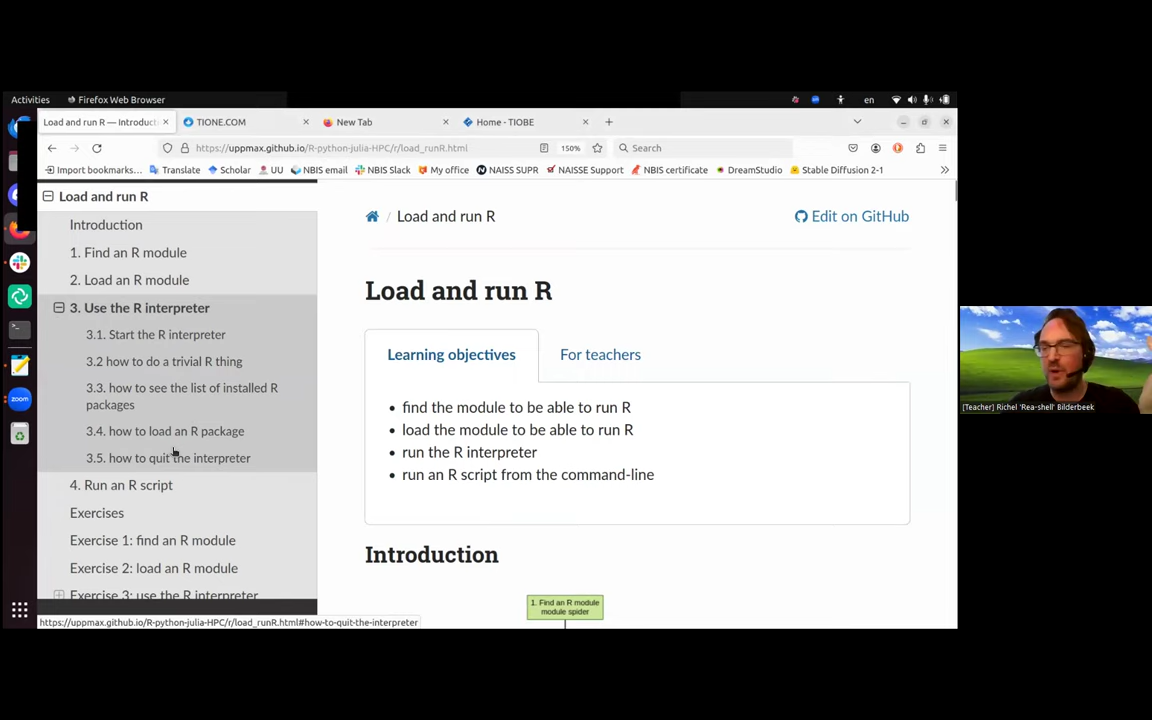 Activities Firefox Web Browser en
Load and run R — Introduct TIONE.COM New Tab Home - TIOBE
https://uppmax.github.io/R-python-julia-HPC/r/load_runR.html 150% Search
Import bookmarks... Translate Scholar UU NBIS email NBIS Slack My office NAISS SUPR NAISSE Support NBIS certificate DreamStudio Stable Diffusion 2-1
Load and run R
Introduction
1. Find an R module
2. Load an R module
3. Use the R interpreter
3.1. Start the R interpreter
3.2 how to do a trivial R thing
3.3. how to see the list of installed R
packages
3.4. how to load an R package
3.5. how to quit the interpreter
4. Run an R script
Exercises
Exercise 1: find an R module
Exercise 2: load an R module
Exercise 3: use the R interpreter
https://uppmax.github.io/R-python-julia-HPC/r/load_runR.html#how-to-quit-the-interpreter
/ Load and run R Edit on GitHub
Load and run R
Learning objectives For teachers
• find the module to be able to run R
• load the module to be able to run R
• run the R interpreter
• run an R script from the command-line
Introduction
1. Find an R module
module spider
zoom
[Teacher] Richel 'Rea-shell' Bilderbeek